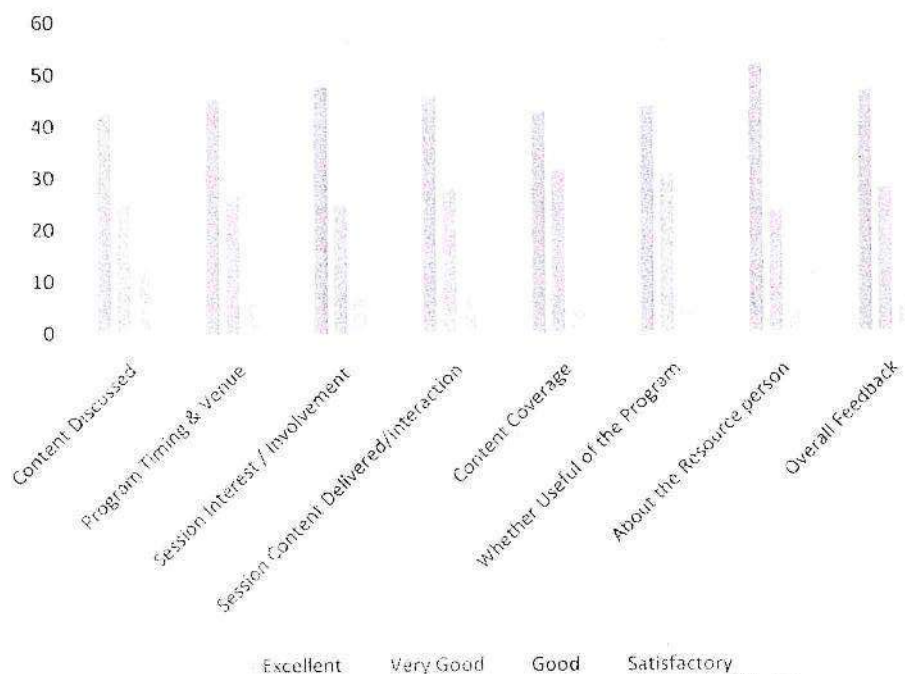 60
50
40
30
20
10
0
Content Discussed
Program Timing & Venue
Session Interest / Involvement
Session Content Delivered/interaction
Content Coverage
Whether Useful of the Program
About the Resource person
Overall Feedback
Excellent Very Good Good Satisfactory